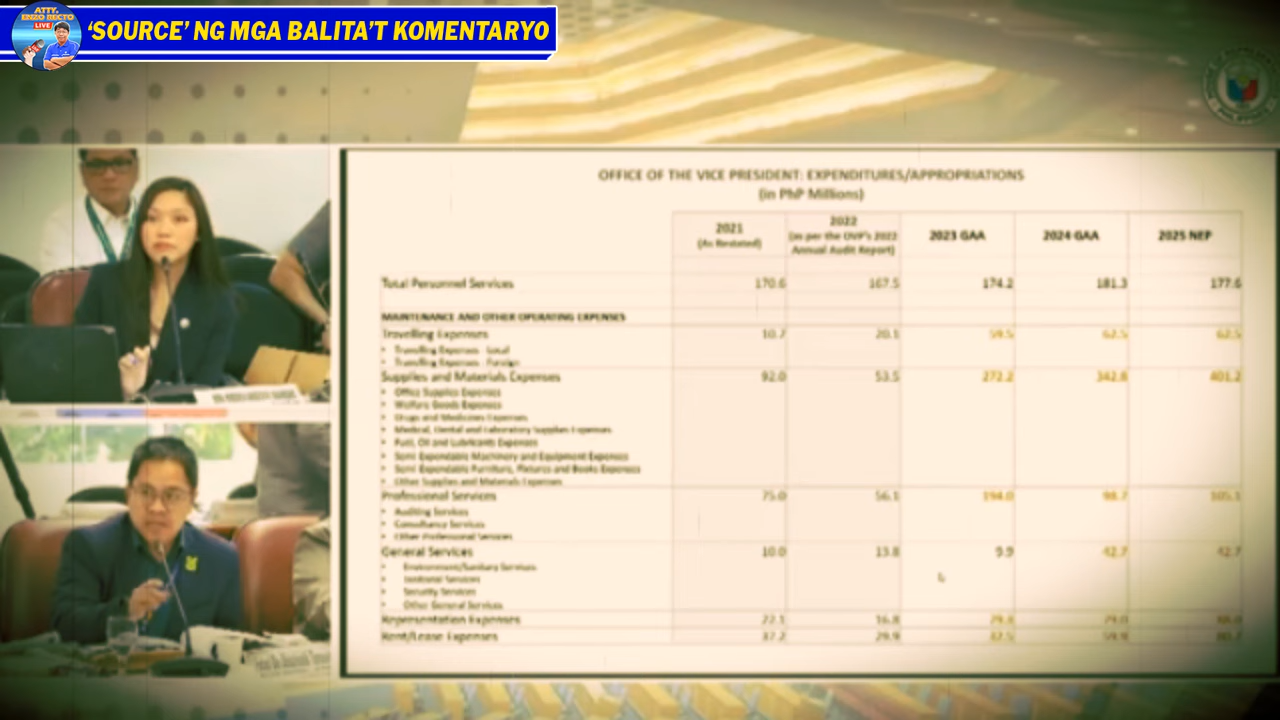 ATTY.
ENZO RECTO
LIVE
‘SOURCE’ NG MGA BALITA’T KOMENTARYO
OFFICE OF THE VICE PRESIDENT: EXPENDITURES/APPROPRIATIONS
(in PhP Millions)
2021 (As Restated) 2022 (as per the OVP's 2022 Annual Audit Report) 2023 GAA 2024 GAA 2025 NEP
Total Personnel Services 170.6 167.5 174.2 181.3 177.6
MAINTENANCE AND OTHER OPERATING EXPENSES
Travelling Expenses 10.7 20.1 59.5 62.5 62.5
• Travelling Expenses - Local
• Travelling Expenses - Foreign
Supplies and Materials Expenses 92.0 53.5 272.2 342.8 401.2
• Office Supplies Expenses
• Welfare Goods Expenses
• Drugs and Medicines Expenses
• Medical, Dental and Laboratory Supplies Expenses
• Fuel, Oil and Lubricants Expenses
• Semi Expendable Machinery and Equipment Expenses
• Semi Expendable Furniture, Fixtures and Books Expenses
• Other Supplies and Materials Expenses
Professional Services 75.0 56.1 194.0 98.7 105.1
• Auditing Services
• Consultancy Services
• Other Professional Services
General Services 10.0 13.8 9.9 42.7 42.7
• Environment/Sanitary Services
• Janitorial Services
• Security Services
• Other General Services
Representation Expenses 22.1 16.8
Rent/Lease Expenses 37.2 29.9